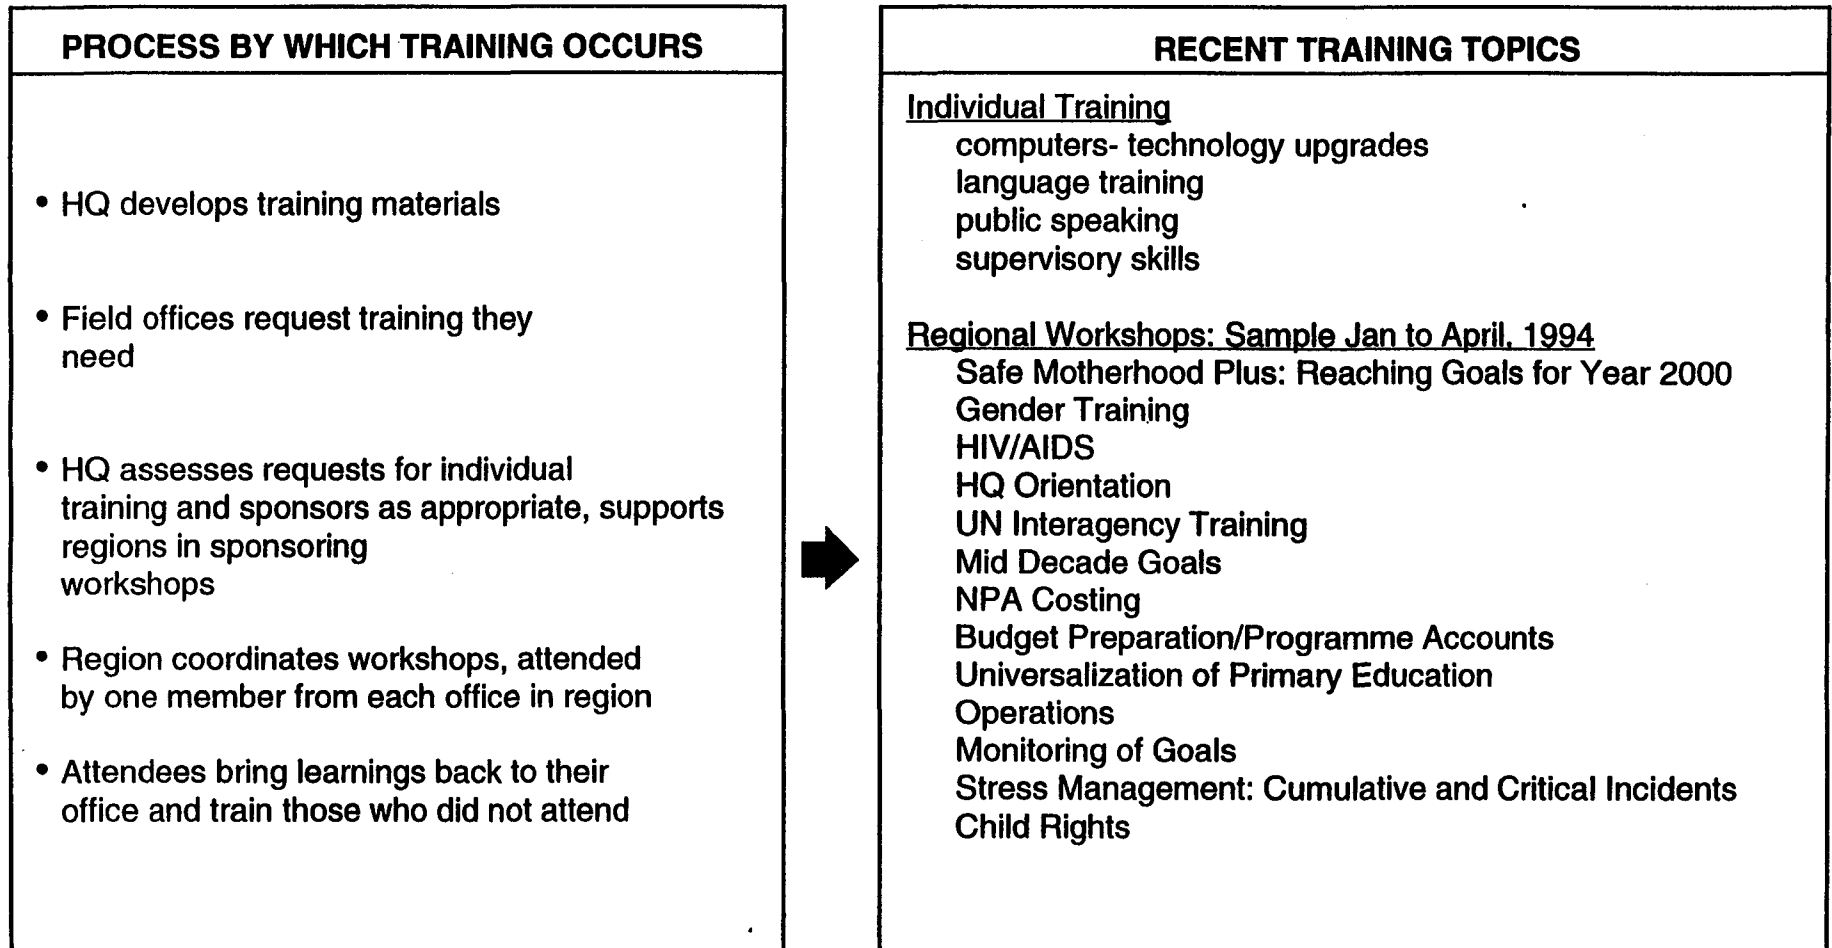 PROCESS BY WHICH TRAINING OCCURS
• HQ develops training materials
• Field offices request training they
need
• HQ assesses requests for individual
training and sponsors as appropriate, supports
regions in sponsoring
workshops
• Region coordinates workshops, attended
by one member from each office in region
• Attendees bring learnings back to their
office and train those who did not attend
RECENT TRAINING TOPICS
Individual Training
computers- technology upgrades
language training
public speaking
supervisory skills
Regional Workshops: Sample Jan to April, 1994
Safe Motherhood Plus: Reaching Goals for Year 2000
Gender Training
HIV/AIDS
HQ Orientation
UN Interagency Training
Mid Decade Goals
NPA Costing
Budget Preparation/Programme Accounts
Universalization of Primary Education
Operations
Monitoring of Goals
Stress Management: Cumulative and Critical Incidents
Child Rights